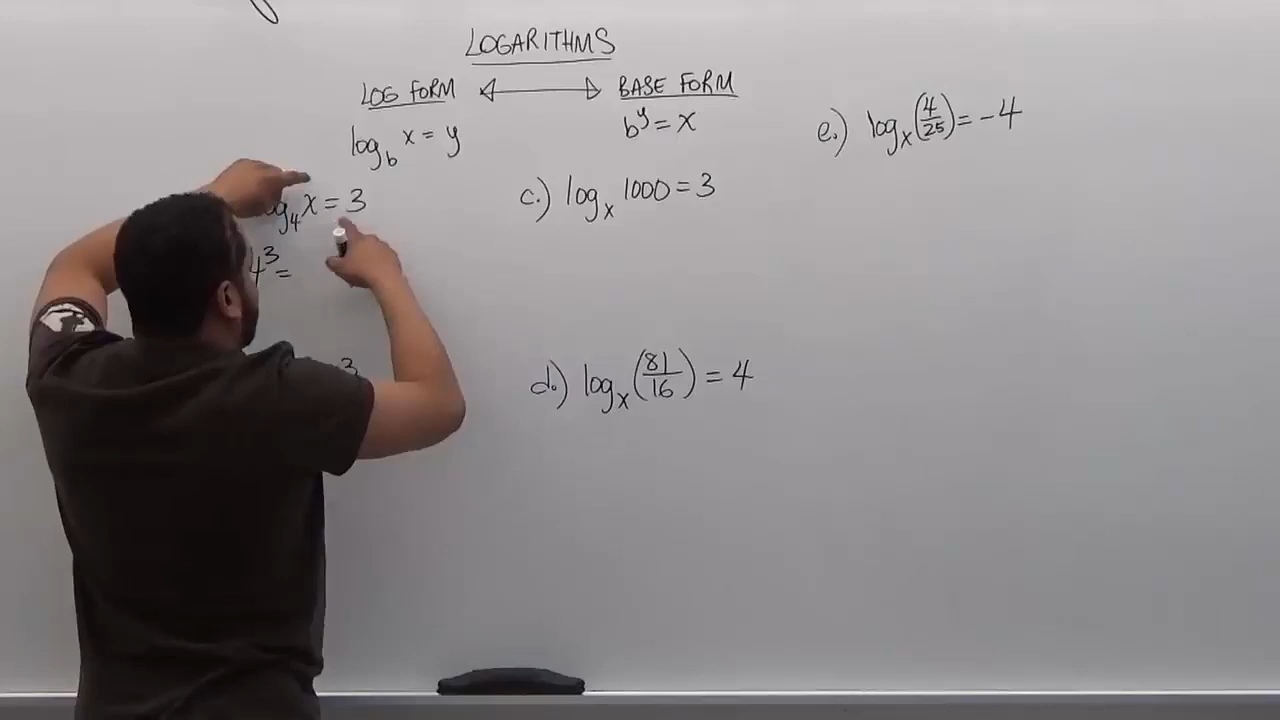 LOGARITHMS
LOG FORM ⟷ BASE FORM
log_b x = y
b^y = x
log_4 x = 3
4^3 =
3
c.) log_x 1000 = 3
d.) log_x (81/16) = 4
e.) log_x (4/25) = -4